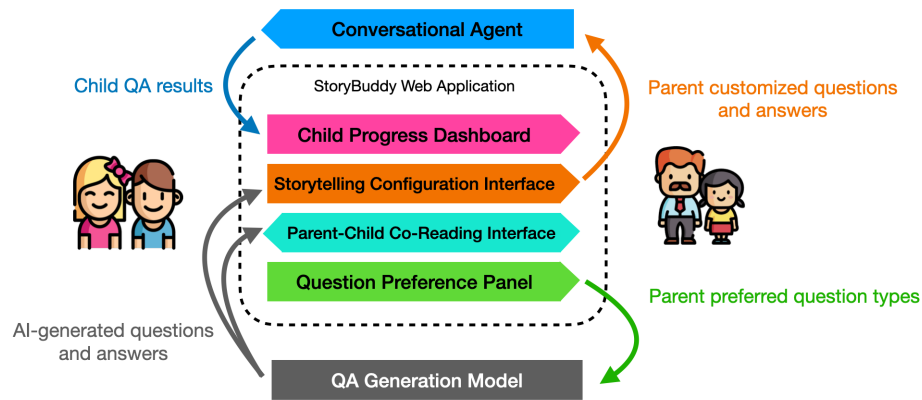 Conversational Agent
Child QA results
StoryBuddy Web Application
Parent customized questions
and answers
Child Progress Dashboard
Storytelling Configuration Interface
Parent-Child Co-Reading Interface
Question Preference Panel
Parent preferred question types
AI-generated questions
and answers
QA Generation Model